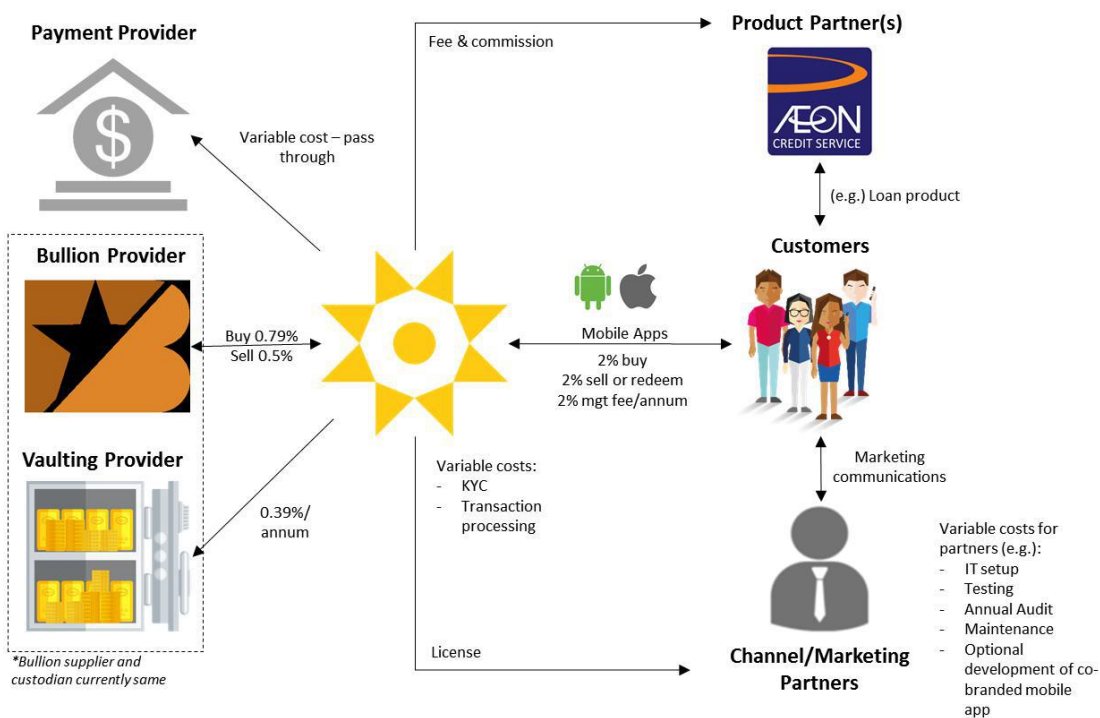 Payment Provider
$
Variable cost – pass
through
Fee & commission
Product Partner(s)
ÆON
CREDIT SERVICE
(e.g.) Loan product
Customers
Bullion Provider
Buy 0.79%
Sell 0.5%
Mobile Apps
2% buy
2% sell or redeem
2% mgt fee/annum
Vaulting Provider
0.39%/
annum
*Bullion supplier and
custodian currently same
Variable costs:
- KYC
- Transaction
processing
Marketing
communications
License
Channel/Marketing
Partners
Variable costs for
partners (e.g.):
- IT setup
- Testing
- Annual Audit
- Maintenance
- Optional
development of co-
branded mobile
app